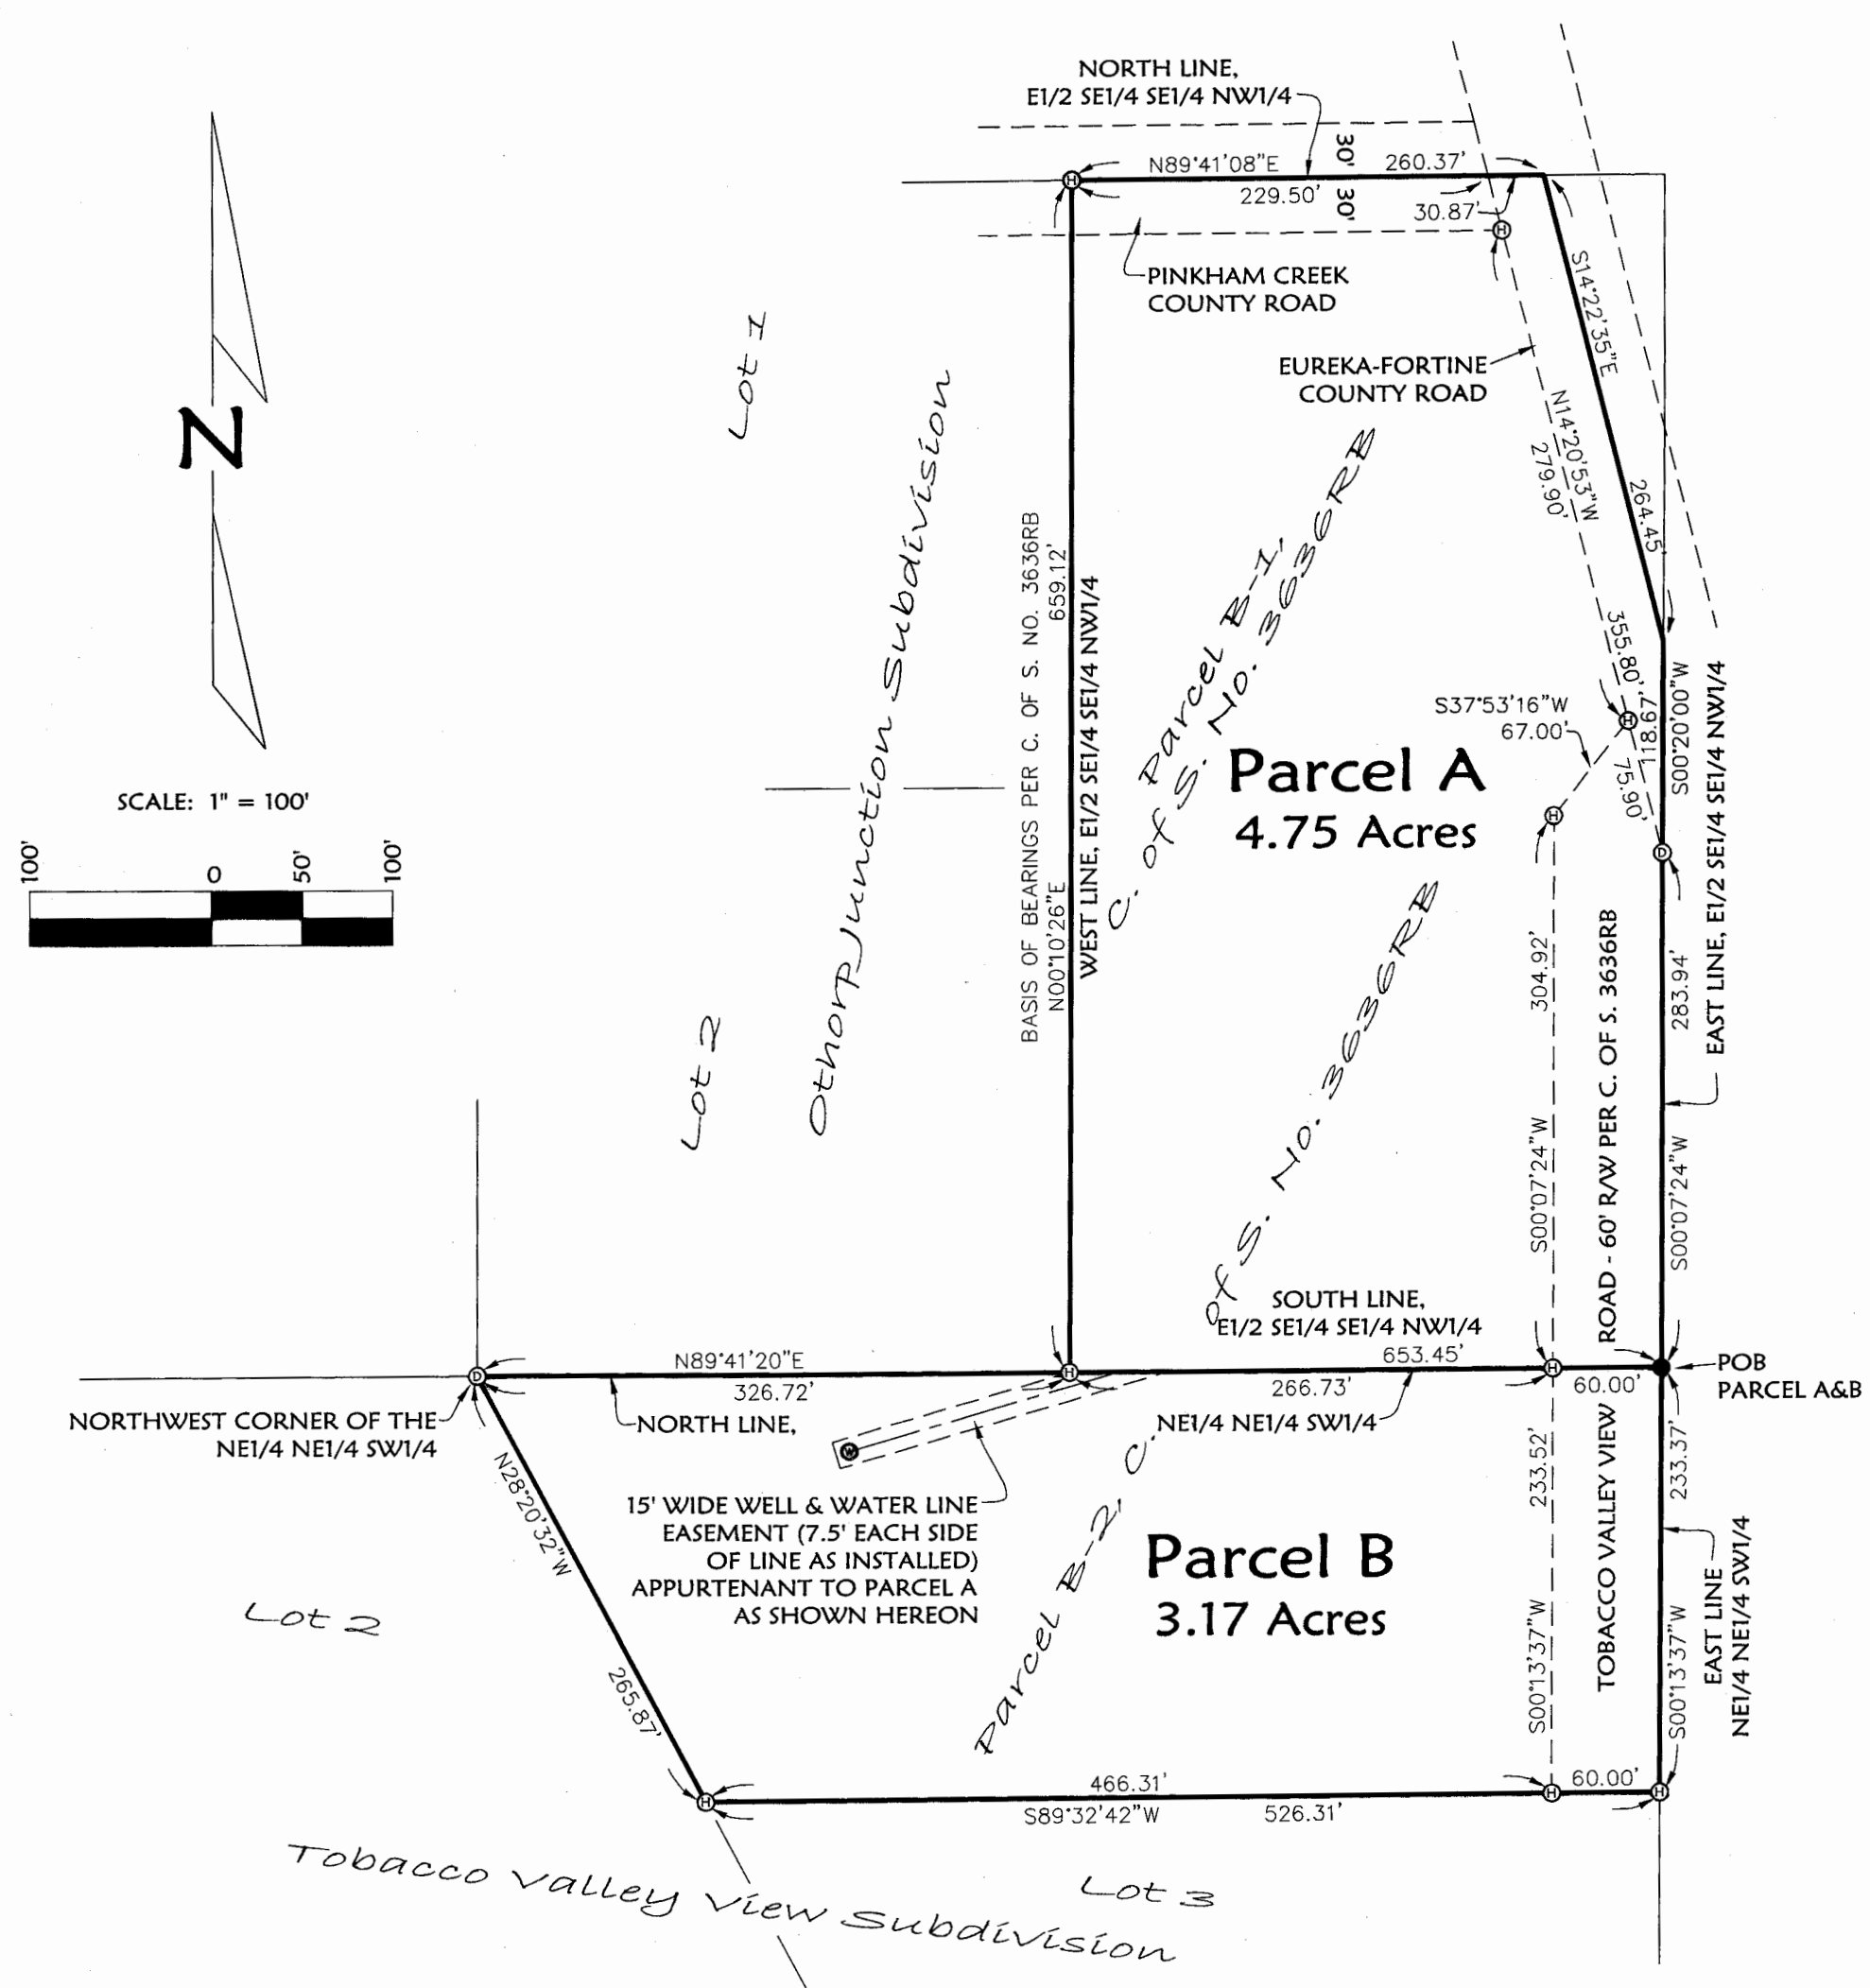 NORTH LINE,
E1/2 SE1/4 SE1/4 NW1/4
N89°41'08"E
30'
260.37'
229.50'
30'
30.87'
PINKHAM CREEK
COUNTY ROAD
S14°22'35"E
264.45'
EUREKA-FORTINE
COUNTY ROAD
N14°20'53"W
279.90'
355.80'
75.90'
118.67'
S00°20'00"W
S37°53'16"W
67.00'
N
SCALE: 1" = 100'
100'
0
50'
100'
Lot 1
Othorp Junction Subdivision
Lot 2
BASIS OF BEARINGS PER C. OF S. NO. 3636RB
N00°10'26"E
659.12'
WEST LINE, E1/2 SE1/4 SE1/4 NW1/4
Parcel B-1,
C. of S. No. 3636RB
Parcel A
4.75 Acres
304.92'
S00°07'24"W
TOBACCO VALLEY VIEW ROAD - 60' R/W PER C. OF S. 3636RB
283.94'
S00°07'24"W
EAST LINE, E1/2 SE1/4 SE1/4 NW1/4
SOUTH LINE,
E1/2 SE1/4 SE1/4 NW1/4
N89°41'20"E
653.45'
326.72'
266.73'
60.00'
POB
PARCEL A&B
NORTHWEST CORNER OF THE
NE1/4 NE1/4 SW1/4
NORTH LINE,
NE1/4 NE1/4 SW1/4
15' WIDE WELL & WATER LINE
EASEMENT (7.5' EACH SIDE
OF LINE AS INSTALLED)
APPURTENANT TO PARCEL A
AS SHOWN HEREON
Parcel B-2, C. of S. No. 3636RB
Parcel B
3.17 Acres
233.52'
S00°13'37"W
233.37'
S00°13'37"W
EAST LINE
NE1/4 NE1/4 SW1/4
N28°20'32"W
265.87'
Lot 2
466.31'
60.00'
S89°32'42"W
526.31'
Tobacco Valley View Subdivision
Lot 3
H
H
H
H
D
D
H
H
W
H
H
H